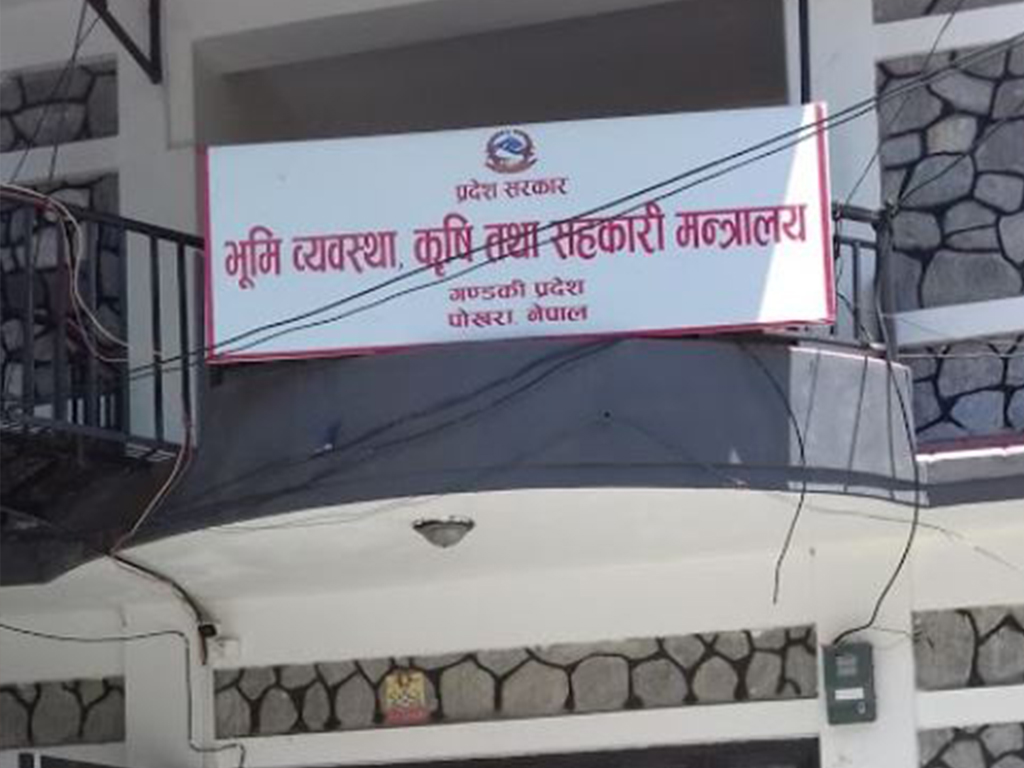 प्रदेश सरकार
भूमि व्यवस्था, कृषि तथा सहकारी मन्त्रालय
गण्डकी प्रदेश
पोखरा, नेपाल